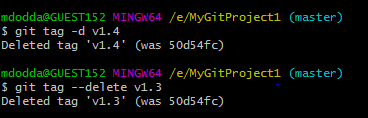 mdodda@GUEST152 MINGW64 /e/MyGitProject1 (master)
$ git tag -d v1.4
Deleted tag 'v1.4' (was 50d54fc)
mdodda@GUEST152 MINGW64 /e/MyGitProject1 (master)
$ git tag --delete v1.3
Deleted tag 'v1.3' (was 50d54fc)